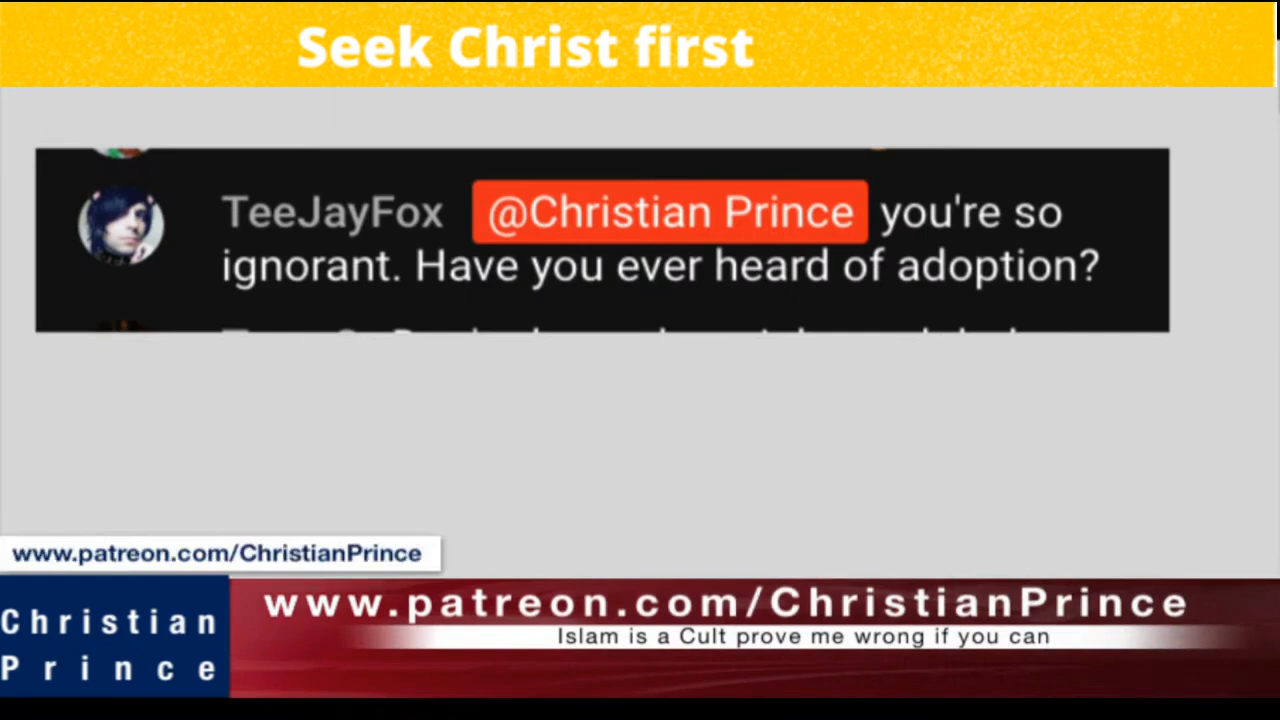 Seek Christ first
TeeJayFox @Christian Prince you're so
ignorant. Have you ever heard of adoption?
www.patreon.com/ChristianPrince
Christian
Prince
www.patreon.com/ChristianPrince
Islam is a Cult prove me wrong if you can